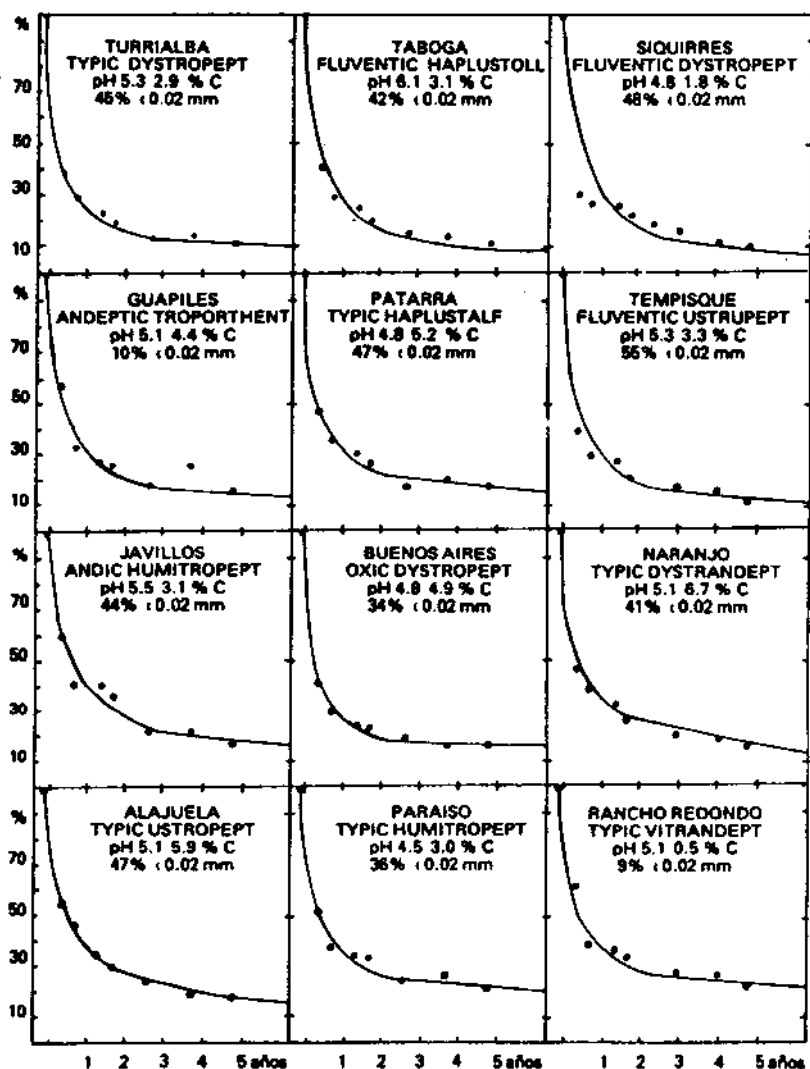 %
70
50
30
10
TURRIALBA
TYPIC DYSTROPEPT
pH 5.3 2.9 % C
45% ‹ 0.02 mm
TABOGA
FLUVENTIC HAPLUSTOLL
pH 6.1 3.1 % C
42% ‹ 0.02 mm
SIQUIRRES
FLUVENTIC DYSTROPEPT
pH 4.8 1.8 % C
48% ‹ 0.02 mm
%
70
50
30
10
GUAPILES
ANDEPTIC TROPORTHENT
pH 5.1 4.4 % C
10% ‹ 0.02 mm
PATARRA
TYPIC HAPLUSTALF
pH 4.8 5.2 % C
47% ‹ 0.02 mm
TEMPISQUE
FLUVENTIC USTRUPEPT
pH 5.3 3.3 % C
55% ‹ 0.02 mm
%
70
50
30
10
JAVILLOS
ANDIC HUMITROPEPT
pH 5.5 3.1 % C
44% ‹ 0.02 mm
BUENOS AIRES
OXIC DYSTROPEPT
pH 4.8 4.9 % C
34% ‹ 0.02 mm
NARANJO
TYPIC DYSTRANDEPT
pH 5.1 6.7 % C
41% ‹ 0.02 mm
%
70
50
30
10
ALAJUELA
TYPIC USTROPEPT
pH 5.1 5.9 % C
47% ‹ 0.02 mm
PARAISO
TYPIC HUMITROPEPT
pH 4.5 3.0 % C
36% ‹ 0.02 mm
RANCHO REDONDO
TYPIC VITRANDEPT
pH 5.1 0.5 % C
9% ‹ 0.02 mm
1 2 3 4 5 años
1 2 3 4 5 años
1 2 3 4 5 años